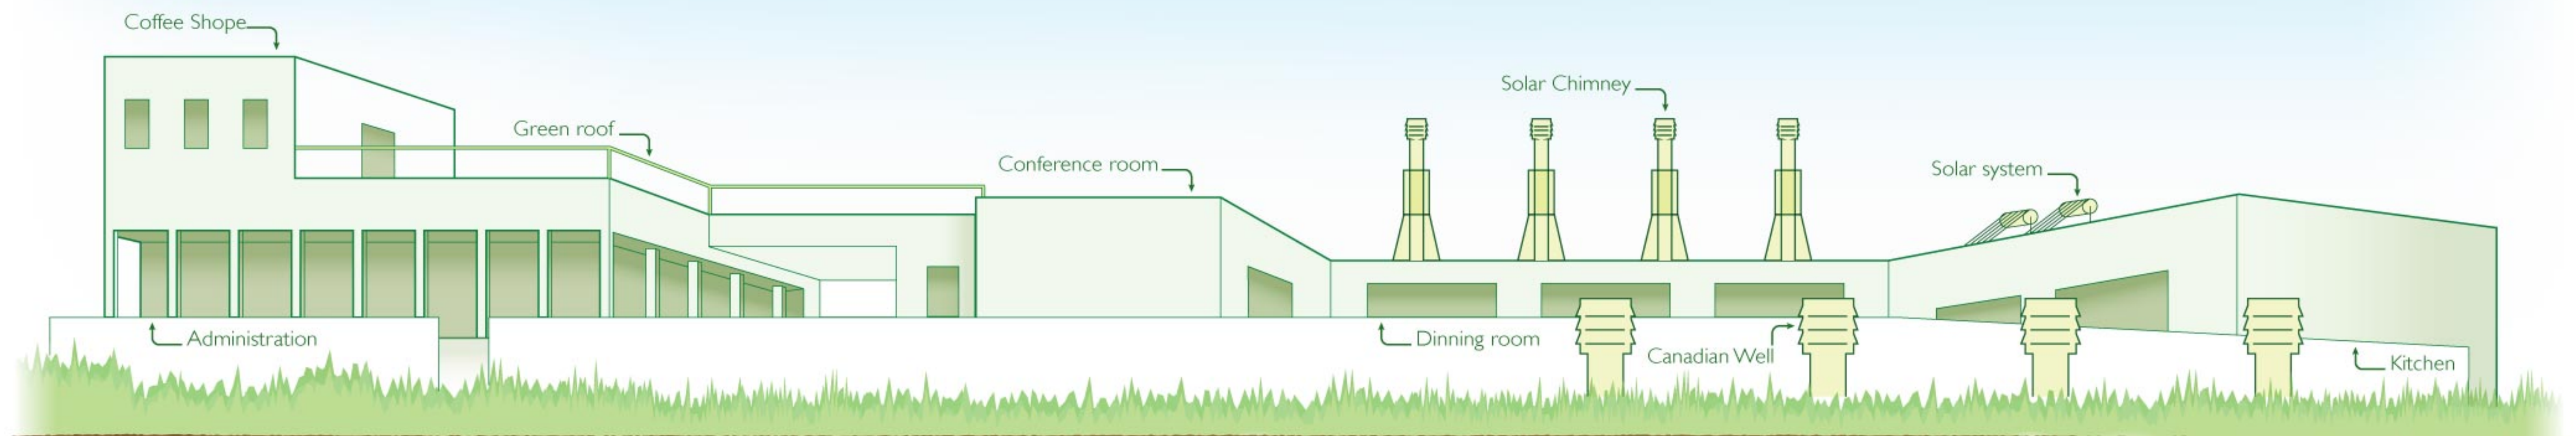 Coffee Shope
Green roof
Conference room
Solar Chimney
Solar system
Administration
Dinning room
Canadian Well
Kitchen